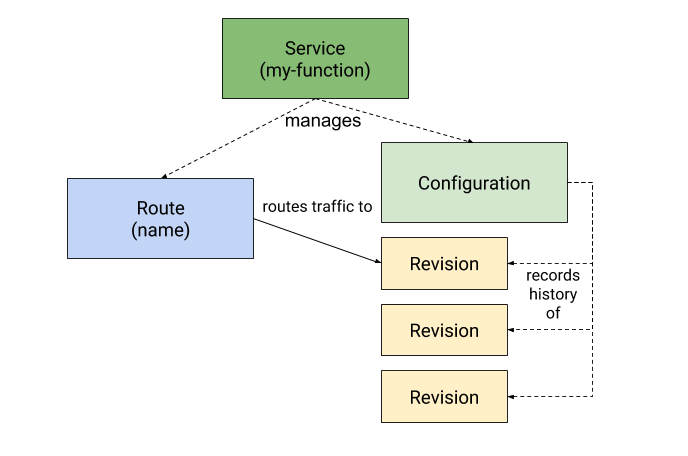 Service
(my-function)
manages
Configuration
Route
(name)
routes traffic to
Revision
records
history
of
Revision
Revision